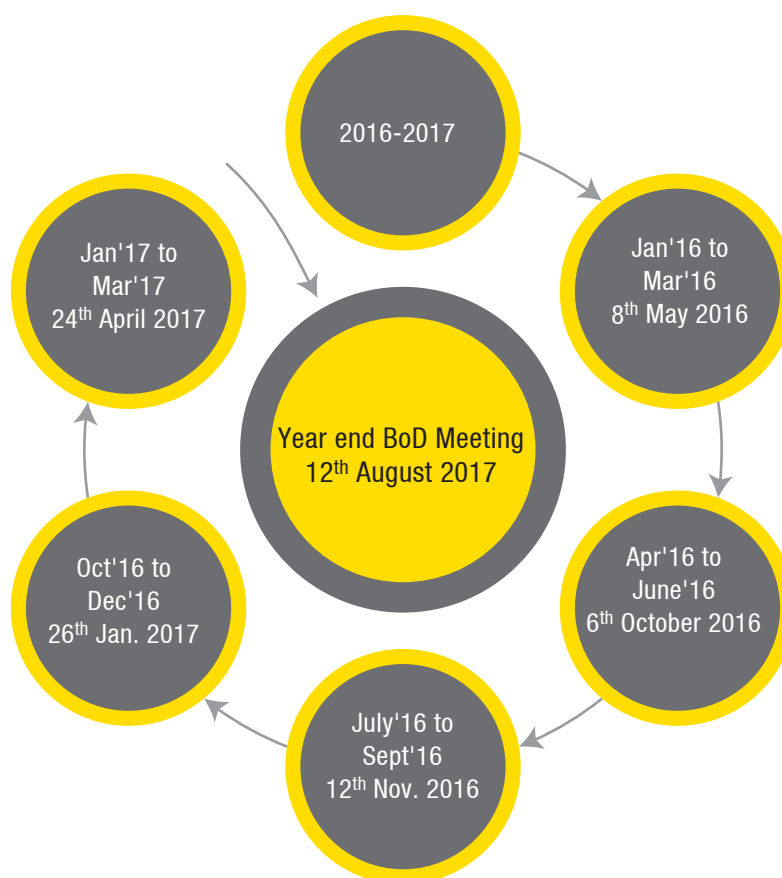 2016-2017
Jan'16 to
Mar'16
8th May 2016
Apr'16 to
June'16
6th October 2016
July'16 to
Sept'16
12th Nov. 2016
Oct'16 to
Dec'16
26th Jan. 2017
Jan'17 to
Mar'17
24th April 2017
Year end BoD Meeting
12th August 2017